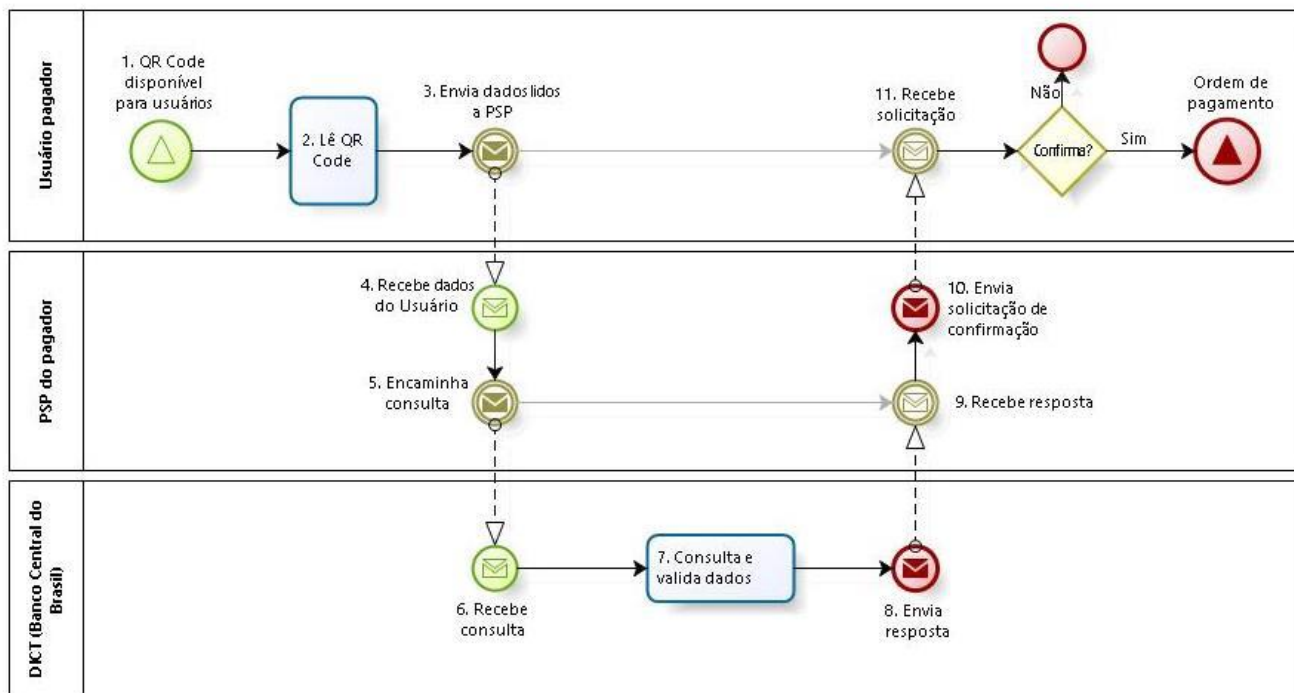 Usuário pagador
1. QR Code
disponível
para usuários
2. Lê QR
Code
3. Envia dados lidos
a PSP
11. Recebe
solicitação
Não
Confirma?
Sim
Ordem de
pagamento
PSP do pagador
4. Recebe dados
do Usuário
5. Encaminha
consulta
10. Envia
solicitação de
confirmação
9. Recebe resposta
DICT (Banco Central do
Brasil)
6. Recebe
consulta
7. Consulta e
valida dados
8. Envia
resposta